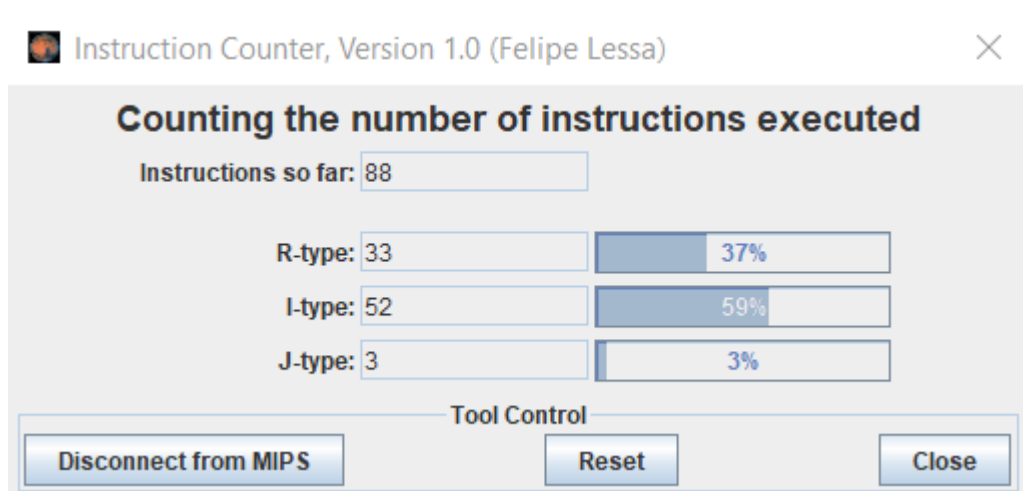 Instruction Counter, Version 1.0 (Felipe Lessa)
Counting the number of instructions executed
Instructions so far: 88
R-type: 33 37%
I-type: 52 59%
J-type: 3 3%
Tool Control
Disconnect from MIPS Reset Close